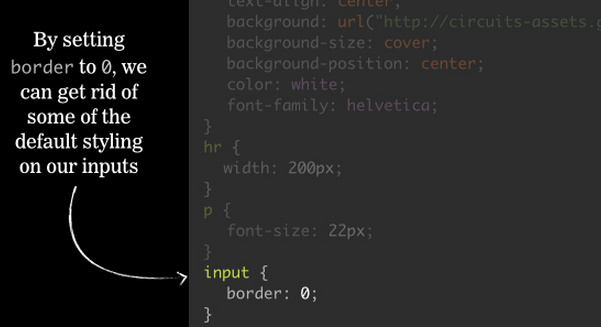 By setting
border to 0, we
can get rid of
some of the
default styling
on our inputs
text-align: center;
background: url("http://circuits-assets.g
background-size: cover;
background-position: center;
color: white;
font-family: helvetica;
}
hr {
width: 200px;
}
p {
font-size: 22px;
}
input {
border: 0;
}